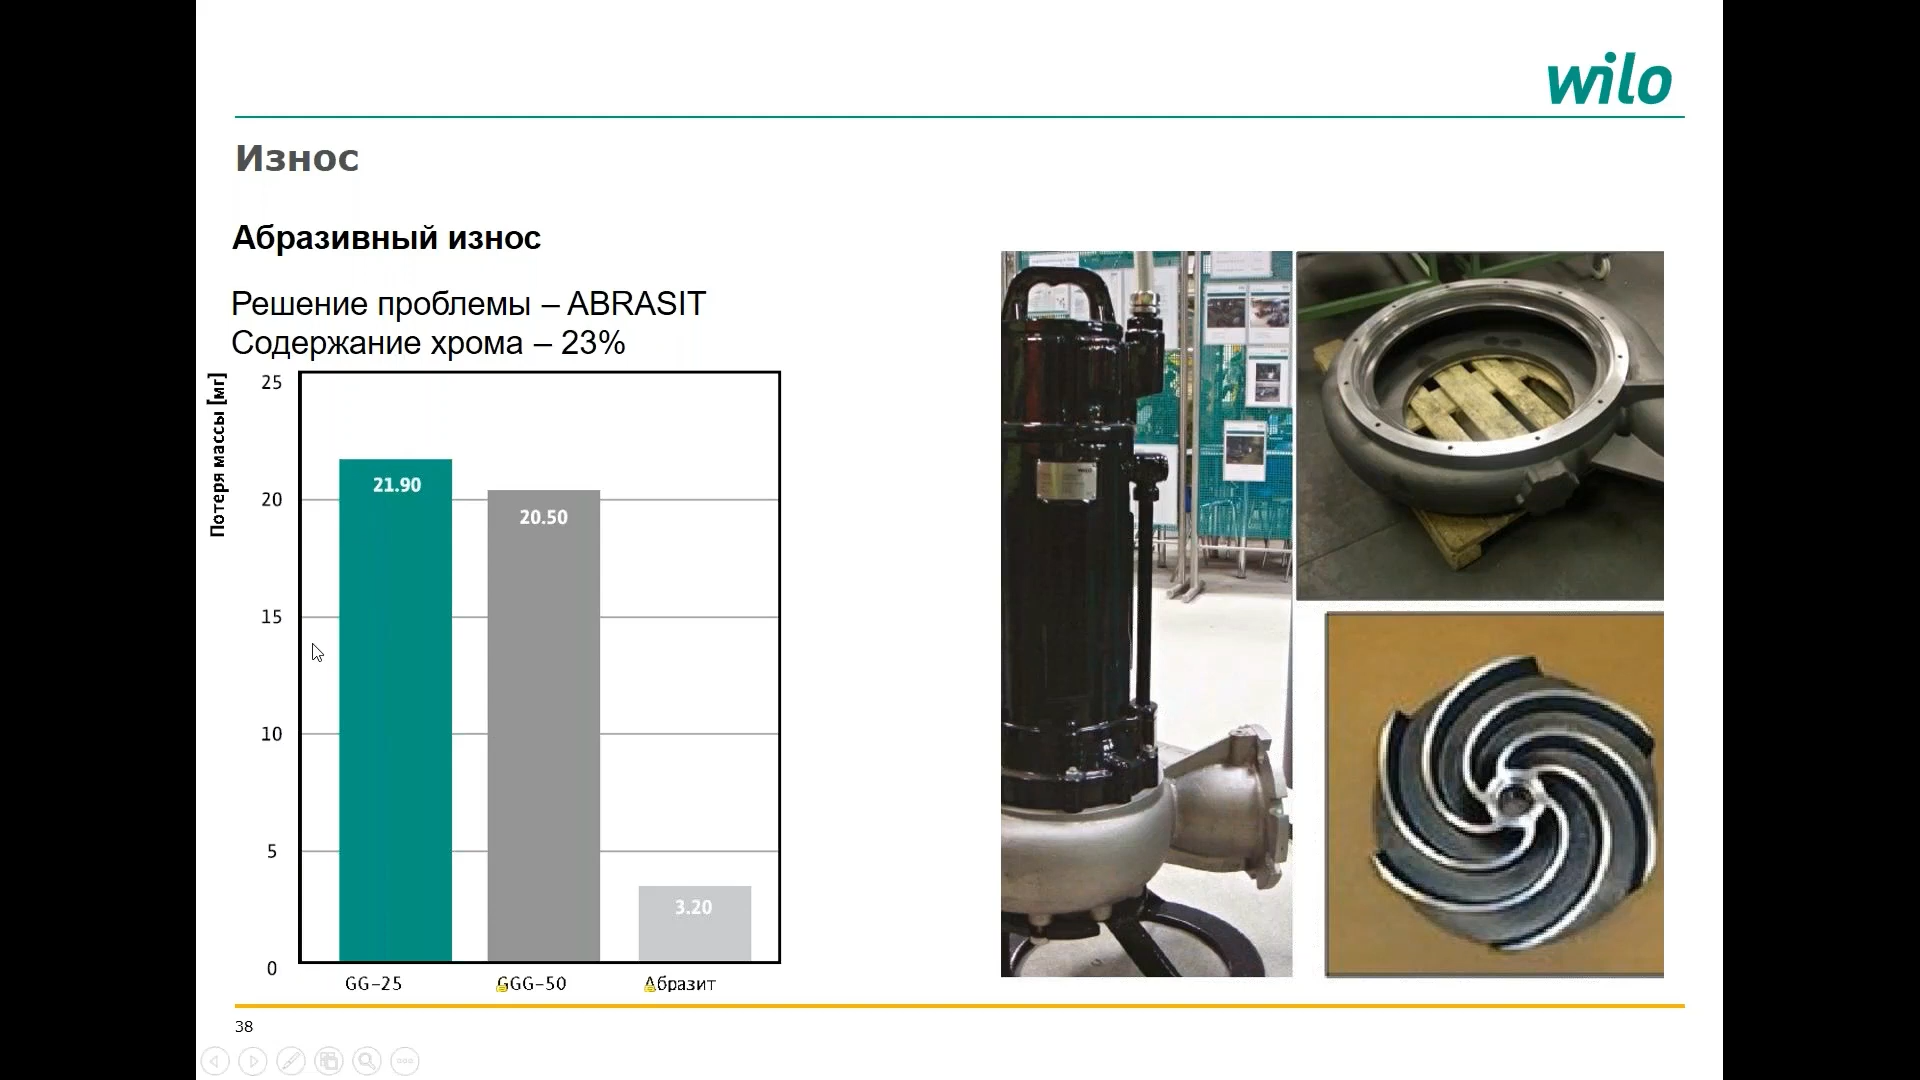 wilo
Износ
Абразивный износ
Решение проблемы – ABRASIT
Содержание хрома – 23%
Потеря массы [мг]
25
20
15
10
5
0
21.90
20.50
3.20
GG–25
GGG–50
Абразит
38